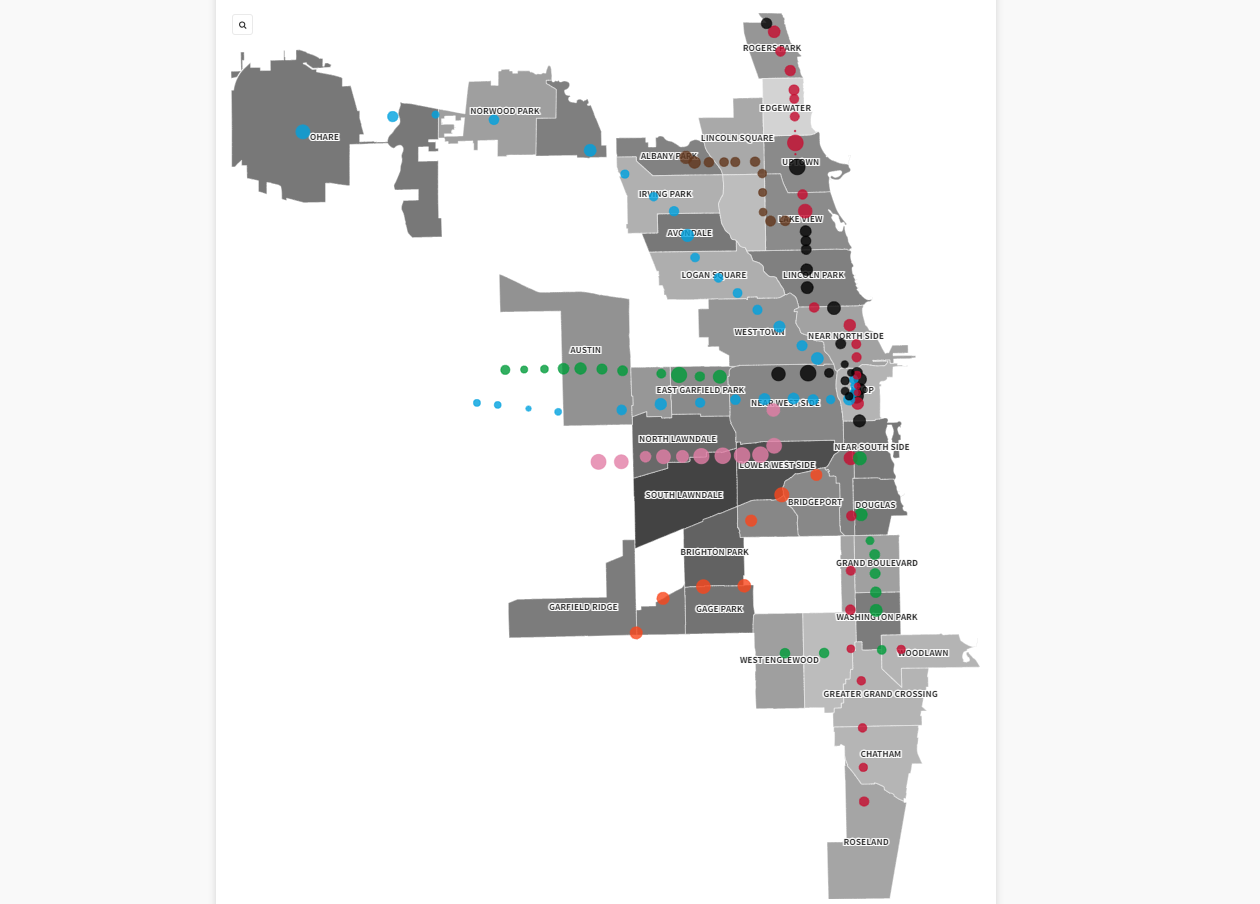 ROGERS PARK
EDGEWATER
OHARE
NORWOOD PARK
LINCOLN SQUARE
ALBANY PARK
UPTOWN
IRVING PARK
LAKE VIEW
AVONDALE
LOGAN SQUARE
LINCOLN PARK
WEST TOWN
NEAR NORTH SIDE
AUSTIN
EAST GARFIELD PARK
OP
NEAR WEST SIDE
NORTH LAWNDALE
NEAR SOUTH SIDE
LOWER WEST SIDE
SOUTH LAWNDALE
BRIDGEPORT
DOUGLAS
BRIGHTON PARK
GRAND BOULEVARD
GARFIELD RIDGE
GAGE PARK
WASHINGTON PARK
WEST ENGLEWOOD
WOODLAWN
GREATER GRAND CROSSING
CHATHAM
ROSELAND